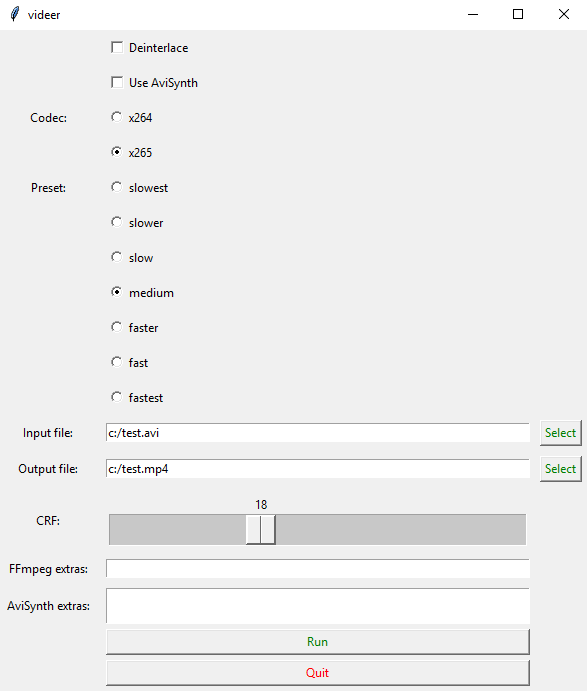 videer
Deinterlace
Use AviSynth
Codec: x264
x265
Preset: slowest
slower
slow
medium
faster
fast
fastest
Input file: c:/test.avi Select
Output file: c:/test.mp4 Select
18
CRF:
FFmpeg extras:
AviSynth extras:
Run
Quit